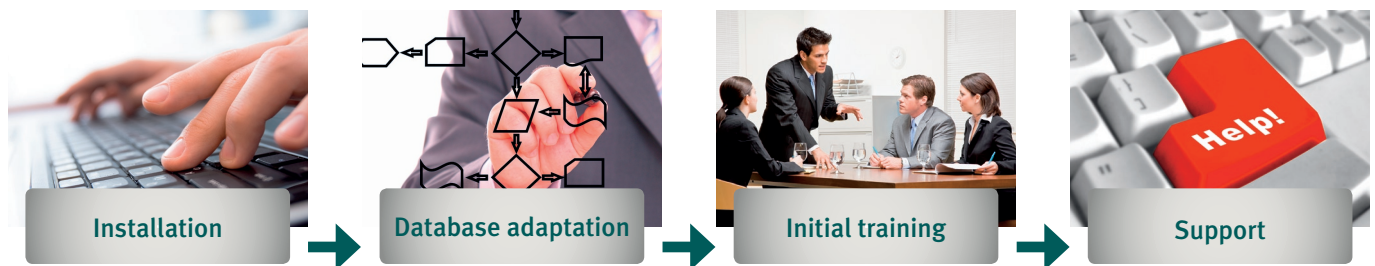 Help!
Installation
Database adaptation
Initial training
Support